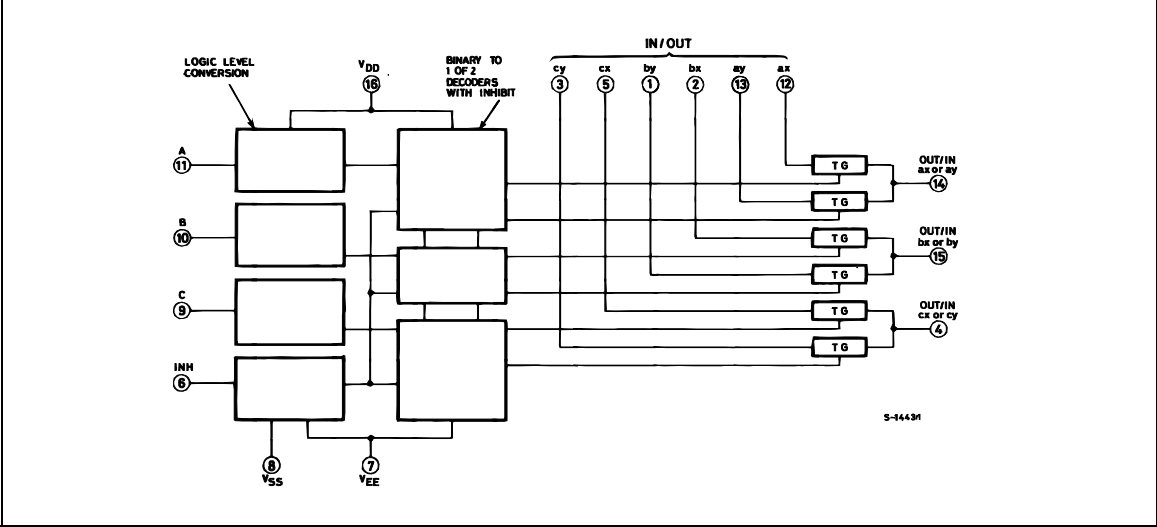 IN/OUT
LOGIC LEVEL
CONVERSION
VDD
16
BINARY TO
1 OF 2
DECODERS
WITH INHIBIT
cy
3
cx
5
by
1
bx
2
ay
13
ax
12
A
11
B
10
C
9
INH
6
8
VSS
7
VEE
TG
TG
TG
TG
TG
TG
OUT/IN
ax or ay
14
OUT/IN
bx or by
15
OUT/IN
cx or cy
4
S-1443/1